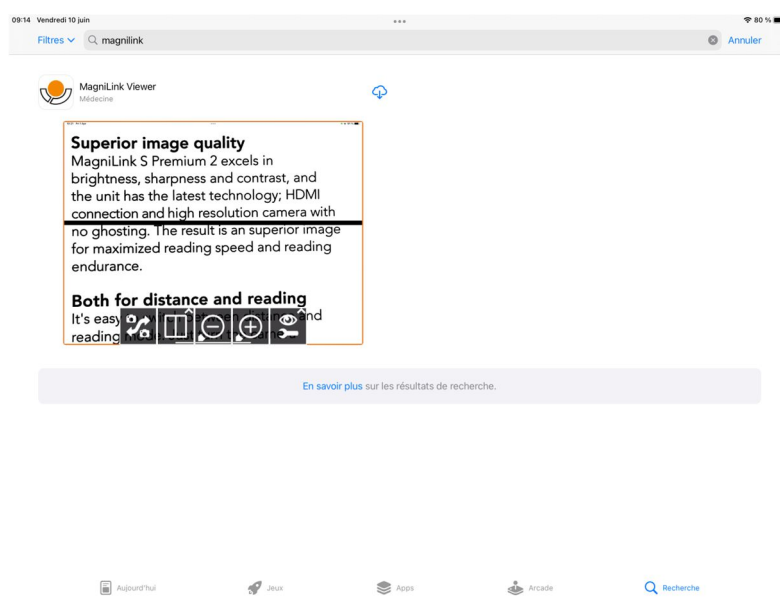 09:14 Vendredi 10 juin
80 %
Filtres
magnilink
Annuler
MagniLink Viewer
Médecine
Superior image quality
MagniLink S Premium 2 excels in
brightness, sharpness and contrast, and
the unit has the latest technology; HDMI
connection and high resolution camera with
no ghosting. The result is an superior image
for maximized reading speed and reading
endurance.
Both for distance and reading
It's easy and
reading
En savoir plus sur les résultats de recherche.
Aujourd'hui
Jeux
Apps
Arcade
Recherche